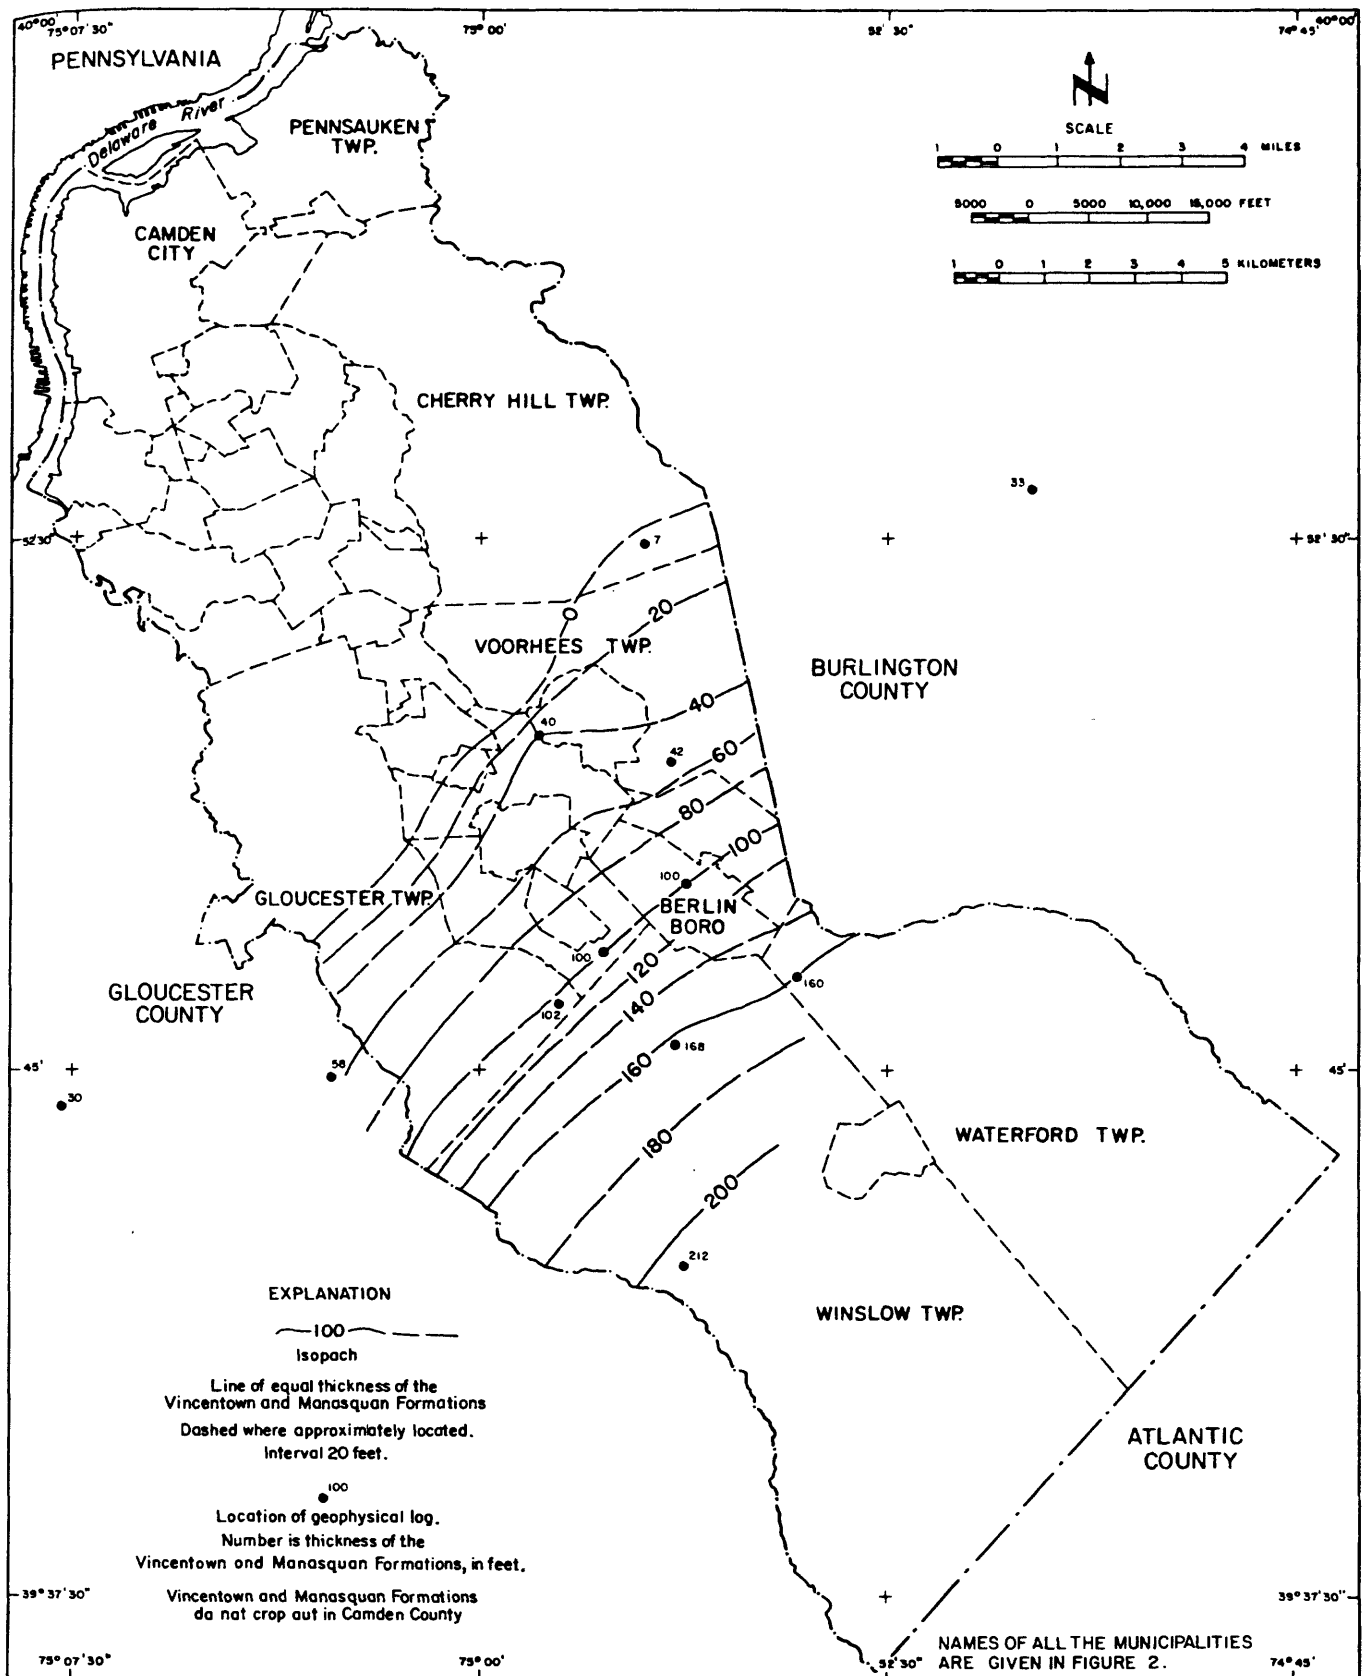 40°00'
75°07'30"
75°00'
52'30"
74°45'
40°00'
PENNSYLVANIA
Delaware River
PENNSAUKEN
TWP.
SCALE
1 0 1 2 3 4 MILES
5000 0 5000 10,000 15,000 FEET
1 0 1 2 3 4 5 KILOMETERS
CAMDEN
CITY
CHERRY HILL TWP.
33
52'30"
7
52'30"
0
20
VOORHEES TWP.
BURLINGTON
COUNTY
40
40
42
60
80
100
100
GLOUCESTER TWP.
BERLIN
BORO
100
120
160
GLOUCESTER
COUNTY
102
140
168
160
45'
58
45'
30
180
WATERFORD TWP.
200
212
EXPLANATION
100
Isopach
Line of equal thickness of the
Vincentown and Manasquan Formations
Dashed where approximately located.
Interval 20 feet.
100
Location of geophysical log.
Number is thickness of the
Vincentown and Manasquan Formations, in feet.
Vincentown and Manasquan Formations
do not crop out in Camden County
WINSLOW TWP.
ATLANTIC
COUNTY
39°37'30"
39°37'30"
NAMES OF ALL THE MUNICIPALITIES
ARE GIVEN IN FIGURE 2.
75°07'30"
75°00'
52'30"
74°45'